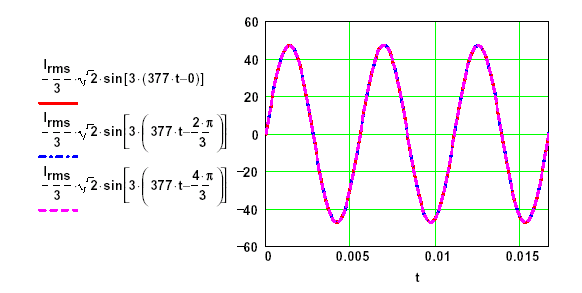 I_rms/3 ·√2·sin[3·(377·t−0)]
I_rms/3 ·√2·sin[3·(377·t−2·π/3)]
I_rms/3 ·√2·sin[3·(377·t−4·π/3)]
60
40
20
0
−20
−40
−60
0 0.005 0.01 0.015
t